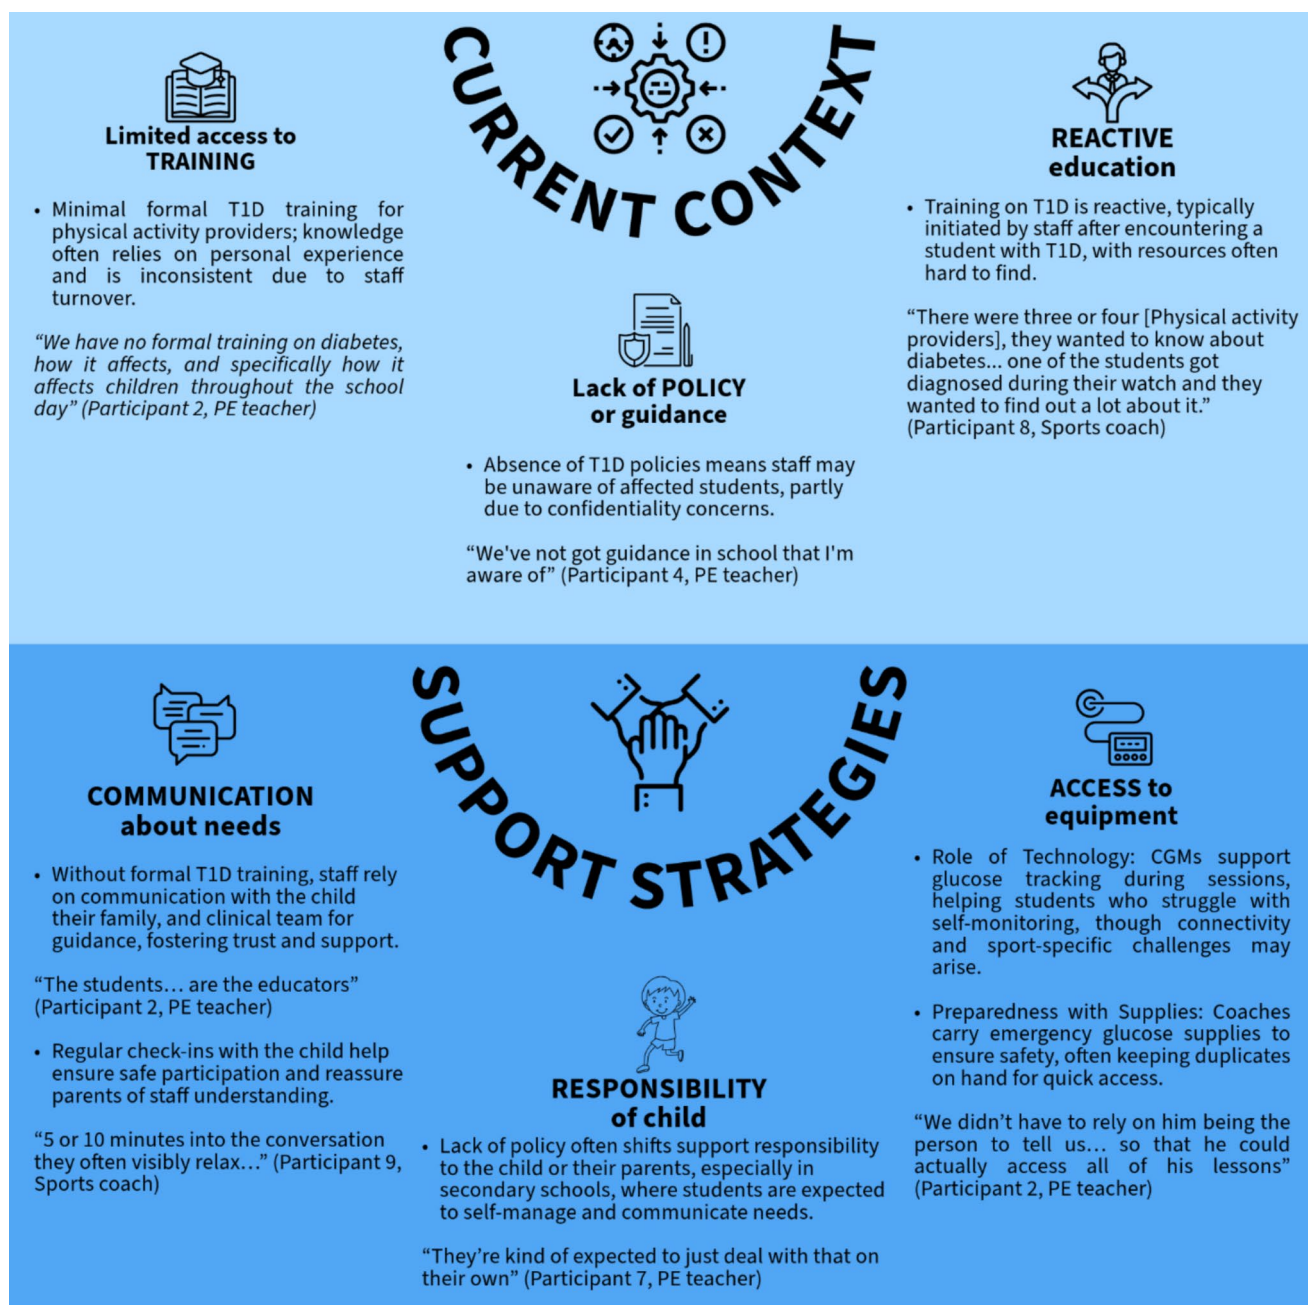 CURRENT CONTEXT
Limited access to
TRAINING
• Minimal formal T1D training for
physical activity providers; knowledge
often relies on personal experience
and is inconsistent due to staff
turnover.
“We have no formal training on diabetes,
how it affects, and specifically how it
affects children throughout the school
day” (Participant 2, PE teacher)
Lack of POLICY
or guidance
• Absence of T1D policies means staff may
be unaware of affected students, partly
due to confidentiality concerns.
“We've not got guidance in school that I'm
aware of” (Participant 4, PE teacher)
REACTIVE
education
• Training on T1D is reactive, typically
initiated by staff after encountering a
student with T1D, with resources often
hard to find.
“There were three or four [Physical activity
providers], they wanted to know about
diabetes... one of the students got
diagnosed during their watch and they
wanted to find out a lot about it.”
(Participant 8, Sports coach)
SUPPORT STRATEGIES
COMMUNICATION
about needs
• Without formal T1D training, staff rely
on communication with the child
their family, and clinical team for
guidance, fostering trust and support.
“The students… are the educators”
(Participant 2, PE teacher)
• Regular check-ins with the child help
ensure safe participation and reassure
parents of staff understanding.
“5 or 10 minutes into the conversation
they often visibly relax…” (Participant 9,
Sports coach)
RESPONSIBILITY
of child
• Lack of policy often shifts support responsibility
to the child or their parents, especially in
secondary schools, where students are expected
to self-manage and communicate needs.
“They’re kind of expected to just deal with that on
their own” (Participant 7, PE teacher)
ACCESS to
equipment
• Role of Technology: CGMs support
glucose tracking during sessions,
helping students who struggle with
self-monitoring, though connectivity
and sport-specific challenges may
arise.
• Preparedness with Supplies: Coaches
carry emergency glucose supplies to
ensure safety, often keeping duplicates
on hand for quick access.
“We didn’t have to rely on him being the
person to tell us… so that he could
actually access all of his lessons”
(Participant 2, PE teacher)